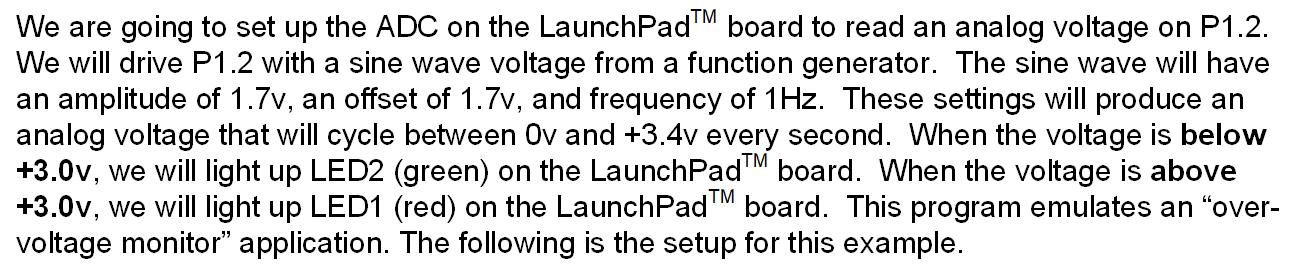 We are going to set up the ADC on the LaunchPad™ board to read an analog voltage on P1.2.
We will drive P1.2 with a sine wave voltage from a function generator.  The sine wave will have
an amplitude of 1.7v, an offset of 1.7v, and frequency of 1Hz.  These settings will produce an
analog voltage that will cycle between 0v and +3.4v every second.  When the voltage is below
+3.0v, we will light up LED2 (green) on the LaunchPad™ board.  When the voltage is above
+3.0v, we will light up LED1 (red) on the LaunchPad™ board.  This program emulates an “over-
voltage monitor” application. The following is the setup for this example.